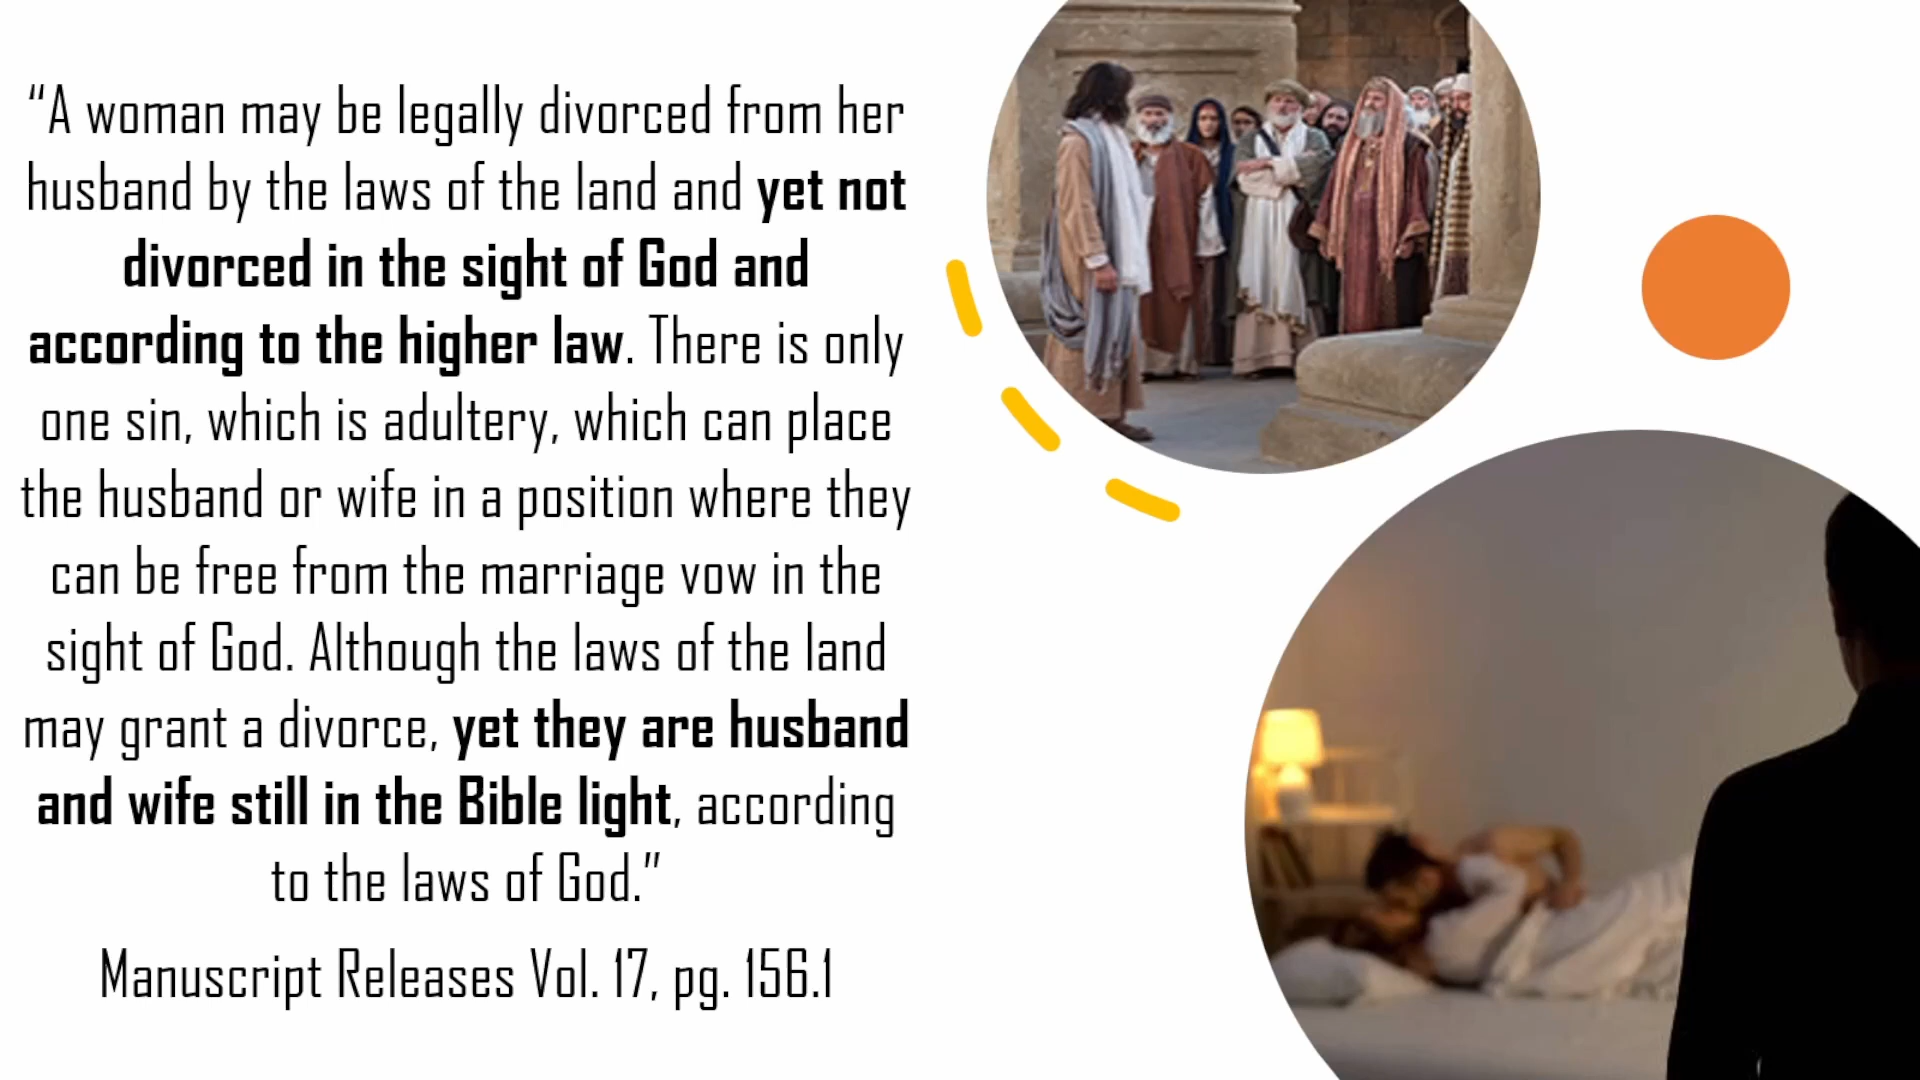 “A woman may be legally divorced from her
husband by the laws of the land and yet not
divorced in the sight of God and
according to the higher law. There is only
one sin, which is adultery, which can place
the husband or wife in a position where they
can be free from the marriage vow in the
sight of God. Although the laws of the land
may grant a divorce, yet they are husband
and wife still in the Bible light, according
to the laws of God.”
Manuscript Releases Vol. 17, pg. 156.1